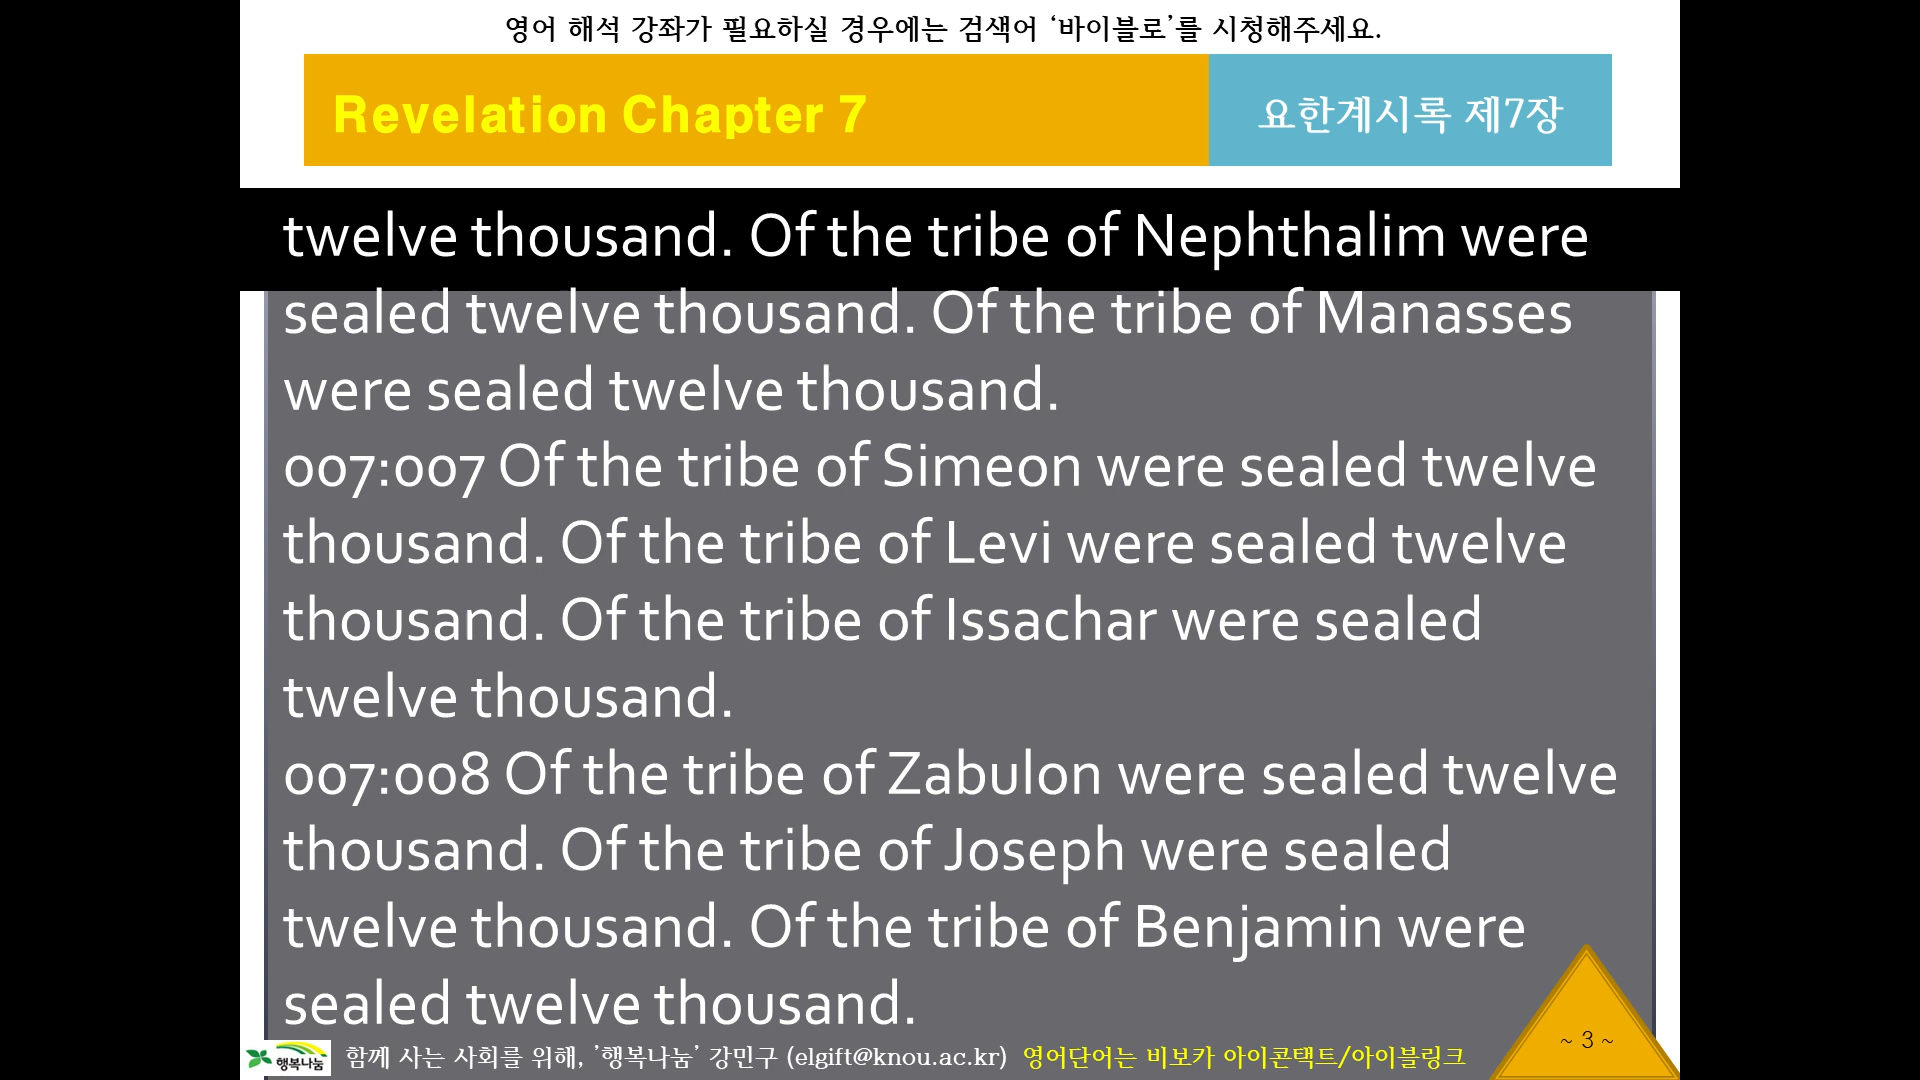 영어 해석 강좌가 필요하실 경우에는 검색어 ‘바이블로’를 시청해주세요.
Revelation Chapter 7
요한계시록 제7장
twelve thousand. Of the tribe of Nephthalim were
sealed twelve thousand. Of the tribe of Manasses
were sealed twelve thousand.
007:007 Of the tribe of Simeon were sealed twelve
thousand. Of the tribe of Levi were sealed twelve
thousand. Of the tribe of Issachar were sealed
twelve thousand.
007:008 Of the tribe of Zabulon were sealed twelve
thousand. Of the tribe of Joseph were sealed
twelve thousand. Of the tribe of Benjamin were
sealed twelve thousand.
~ 3 ~
행복나눔 함께 사는 사회를 위해, ’행복나눔’ 강민구 (elgift@knou.ac.kr) 영어단어는 비보카 아이콘택트/아이블링크